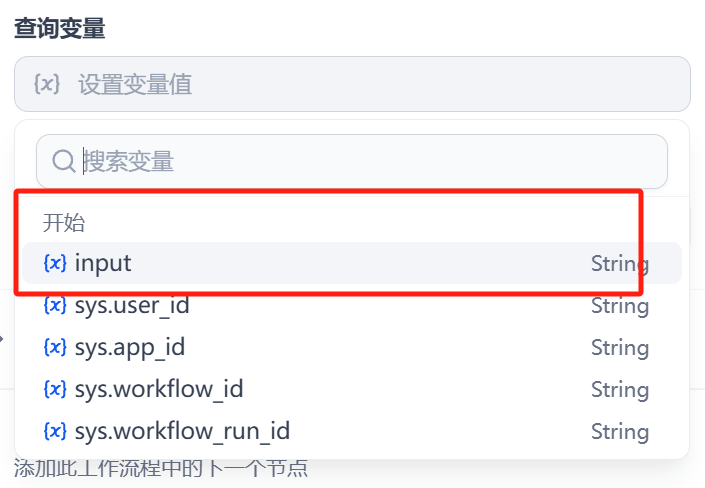 查询变量
{x} 设置变量值
搜索变量
开始
{x} input String
{x} sys.user_id String
{x} sys.app_id String
{x} sys.workflow_id String
{x} sys.workflow_run_id String
添加此工作流程中的下一个节点